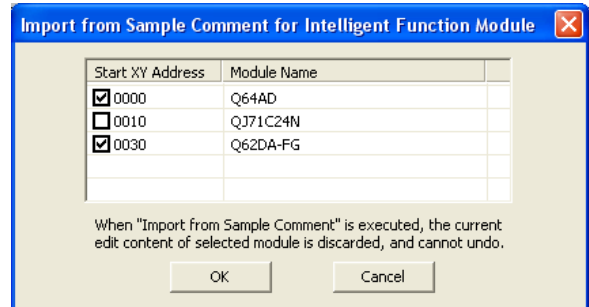 Import from Sample Comment for Intelligent Function Module
Start XY Address Module Name
0000 Q64AD
0010 QJ71C24N
0030 Q62DA-FG
When "Import from Sample Comment" is executed, the current
edit content of selected module is discarded, and cannot undo.
OK Cancel